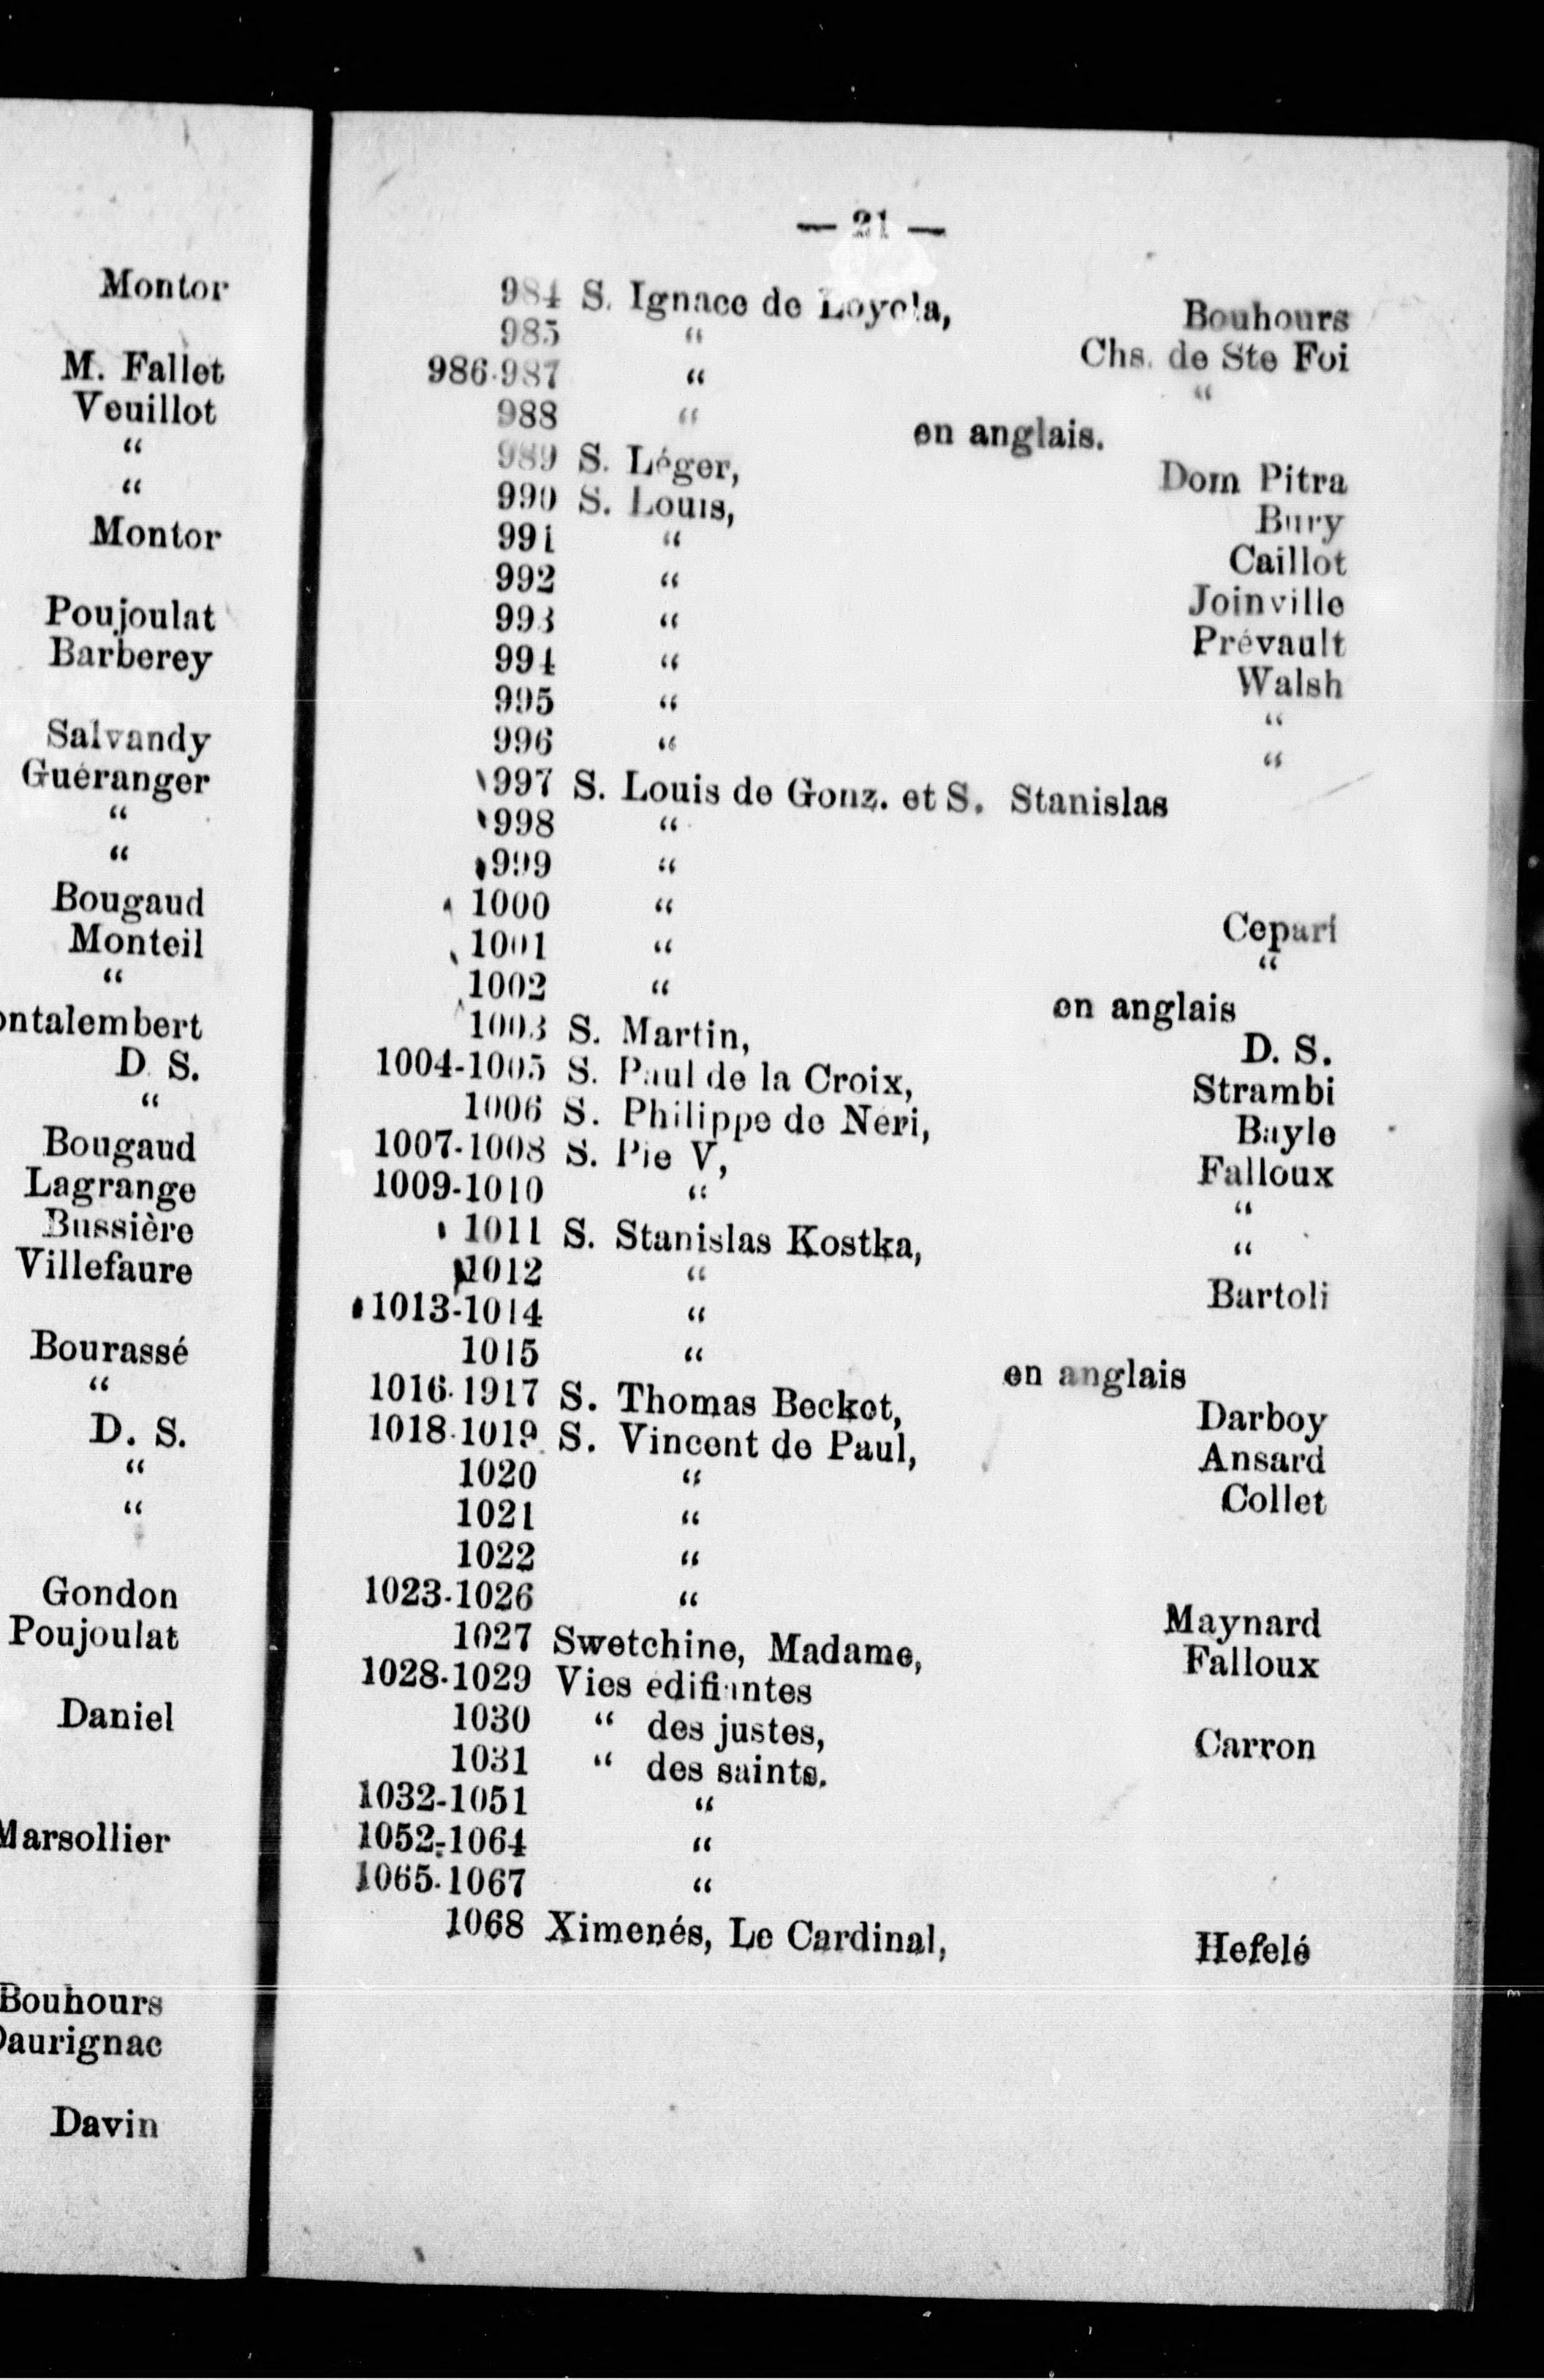 Montor
M. Fallet
Veuillot
“
“
Montor
Poujoulat
Barberey
Salvandy
Guéranger
“
“
Bougaud
Monteil
“
ontalembert
D. S.
“
Bougaud
Lagrange
Bussière
Villefaure
Bourassé
“
D. S.
“
“
Gondon
Poujoulat
Daniel
Marsollier
Bouhours
Daurignac
Davin
— 21 —
984 S. Ignace de Loyola, Bouhours
985 “ Chs. de Ste Foi
986-987 “ “
988 “ en anglais.
989 S. Léger, Dom Pitra
990 S. Louis, Bury
991 “ Caillot
992 “ Joinville
993 “ Prévault
994 “ Walsh
995 “ “
996 “ “
997 S. Louis de Gonz. et S. Stanislas
998 “
999 “
1000 “ Cepari
1001 “ “
1002 “ en anglais
1003 S. Martin, D. S.
1004-1005 S. Paul de la Croix, Strambi
1006 S. Philippe de Néri, Bayle
1007-1008 S. Pie V, Falloux
1009-1010 “ “
1011 S. Stanislas Kostka, “
1012 “ Bartoli
1013-1014 “
1015 “ en anglais
1016-1917 S. Thomas Becket, Darboy
1018-1019 S. Vincent de Paul, Ansard
1020 “ Collet
1021 “
1022 “
1023-1026 “ Maynard
1027 Swetchine, Madame, Falloux
1028-1029 Vies édifiantes
1030 “ des justes, Carron
1031 “ des saints.
1032-1051 “
1052-1064 “
1065-1067 “
1068 Ximenés, Le Cardinal, Hefelé